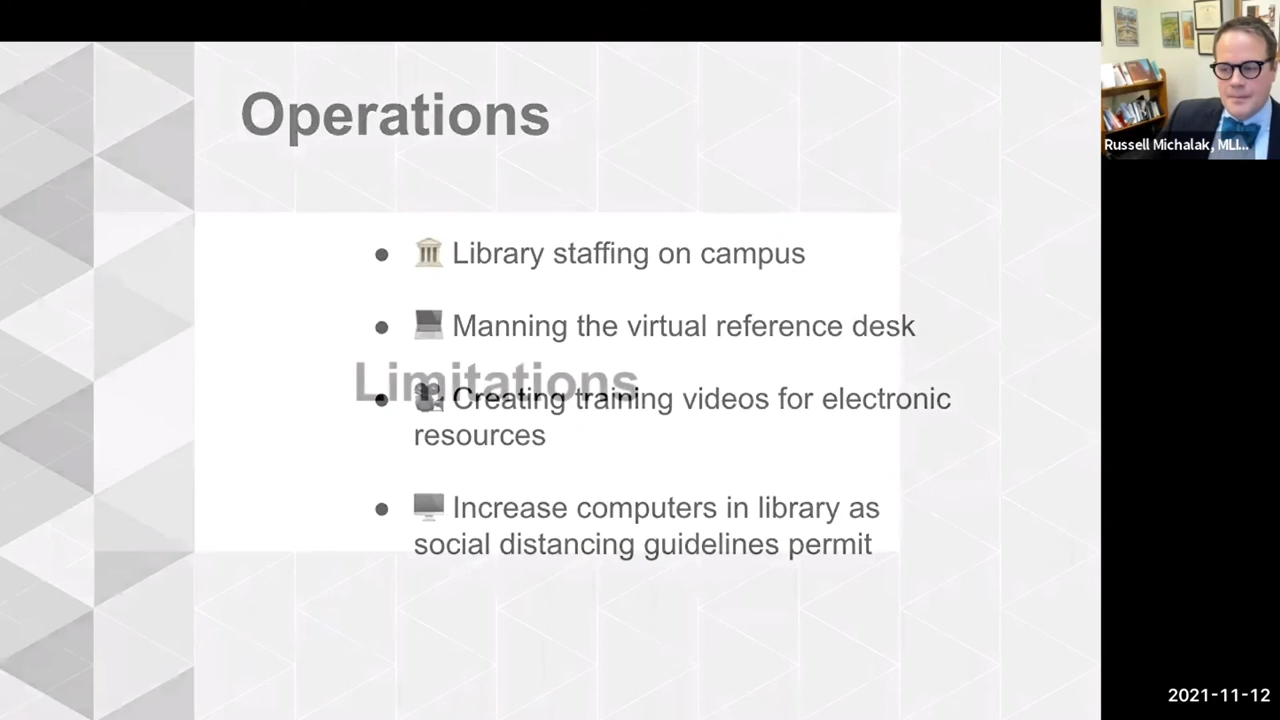 Operations
🏛️ Library staffing on campus
💻 Manning the virtual reference desk
Limitations
🎥 Creating training videos for electronic
resources
🖥️ Increase computers in library as
social distancing guidelines permit
Russell Michalak, MLI...
2021-11-12